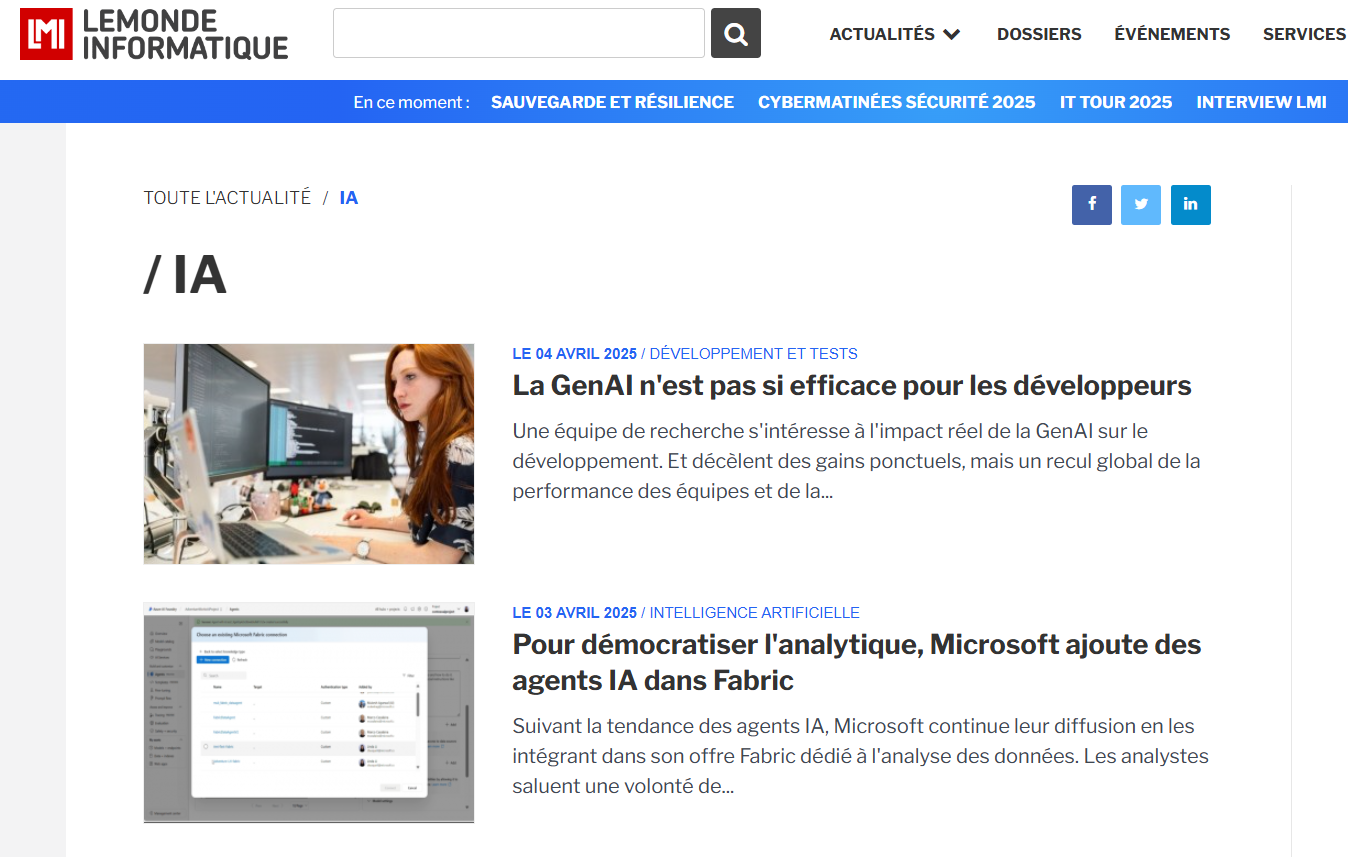 LMI LEMONDE
INFORMATIQUE
ACTUALITÉS DOSSIERS ÉVÉNEMENTS SERVICES
En ce moment : SAUVEGARDE ET RÉSILIENCE CYBERMATINÉES SÉCURITÉ 2025 IT TOUR 2025 INTERVIEW LMI
TOUTE L'ACTUALITÉ / IA
/ IA
LE 04 AVRIL 2025 / DÉVELOPPEMENT ET TESTS
La GenAI n'est pas si efficace pour les développeurs
Une équipe de recherche s'intéresse à l'impact réel de la GenAI sur le
développement. Et décèlent des gains ponctuels, mais un recul global de la
performance des équipes et de la...
Choose an existing Microsoft Fabric connection
LE 03 AVRIL 2025 / INTELLIGENCE ARTIFICIELLE
Pour démocratiser l'analytique, Microsoft ajoute des
agents IA dans Fabric
Suivant la tendance des agents IA, Microsoft continue leur diffusion en les
intégrant dans son offre Fabric dédié à l'analyse des données. Les analystes
saluent une volonté de...